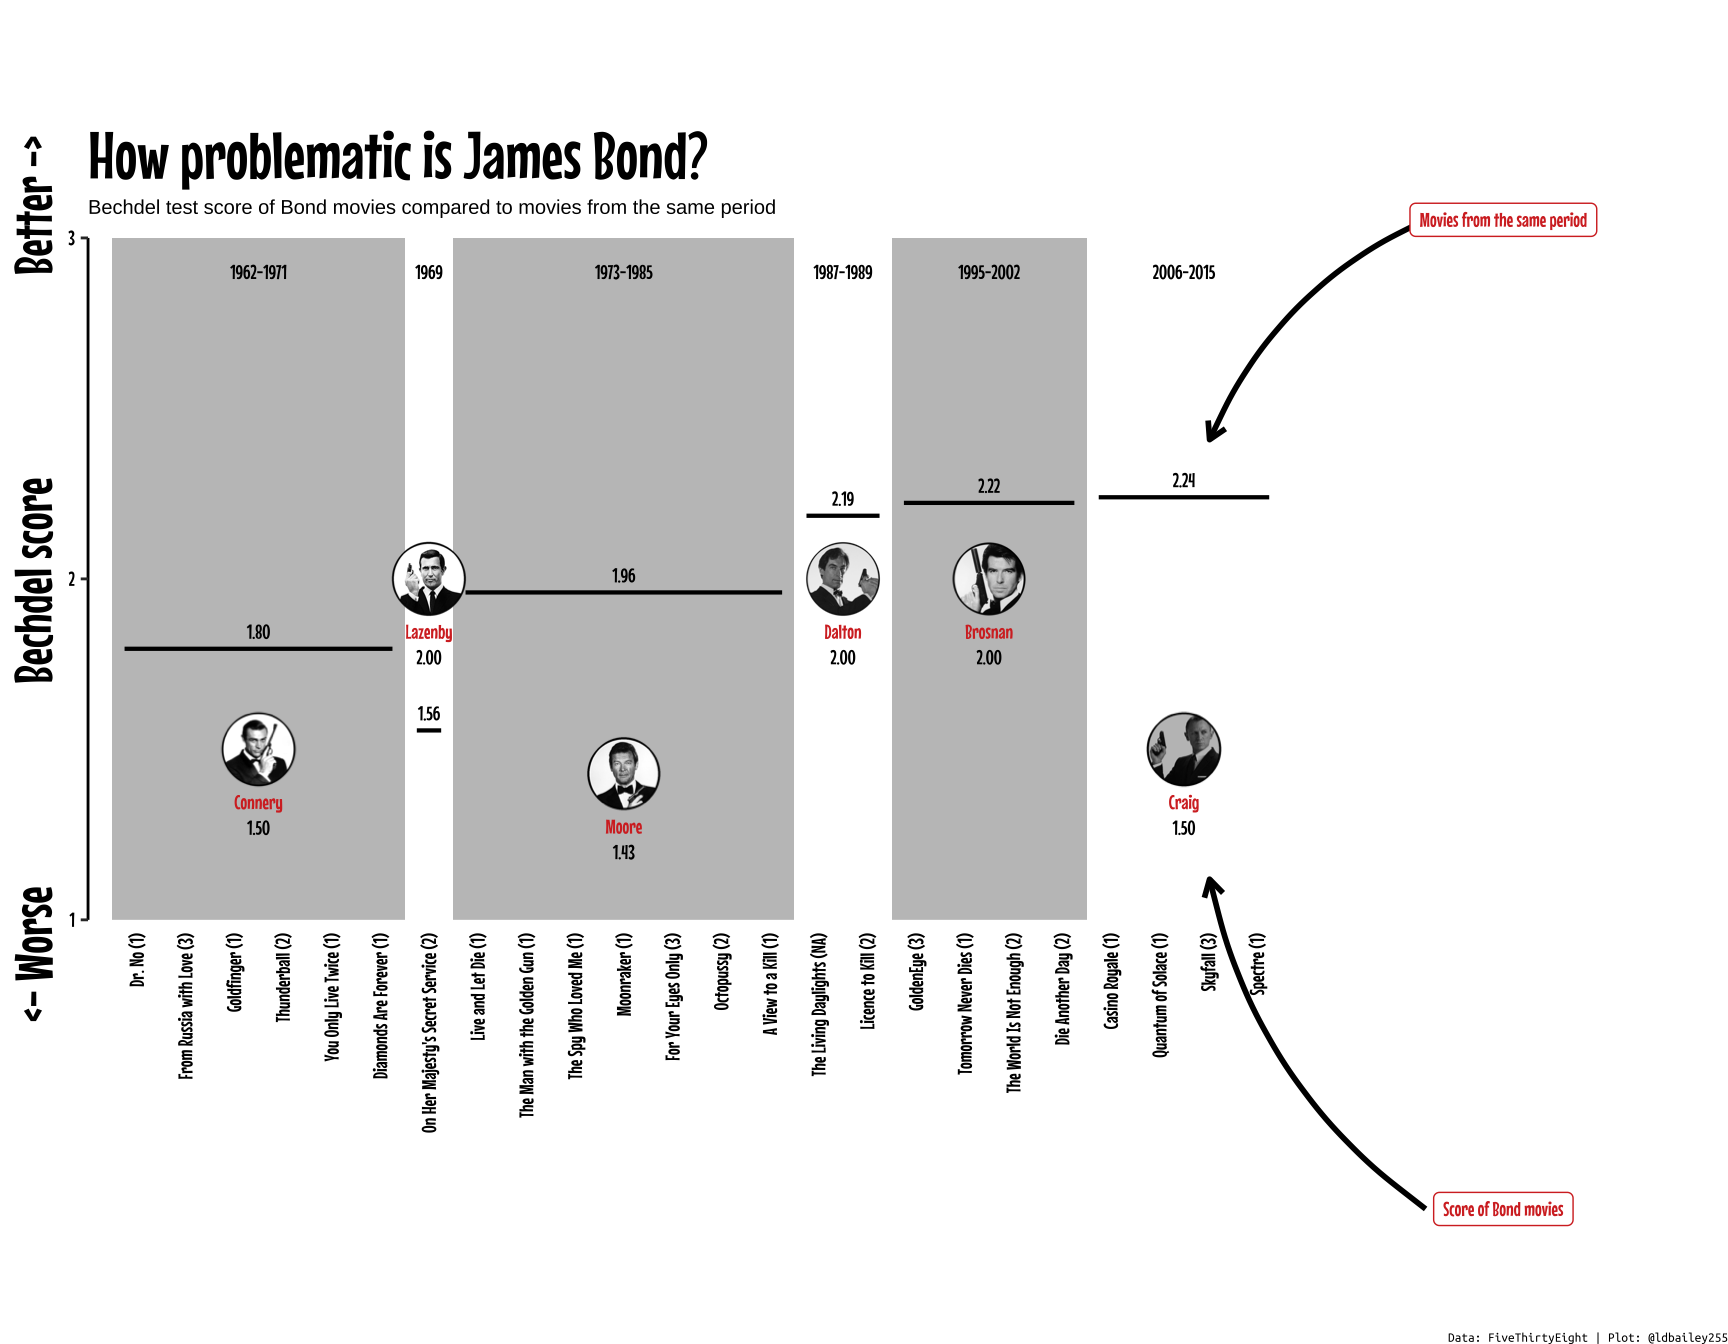 How problematic is James Bond?
Bechdel test score of Bond movies compared to movies from the same period
Better ->
Bechdel score
<- Worse
3
2
1
1962-1971
1969
1973-1985
1987-1989
1995-2002
2006-2015
Movies from the same period
1.80
Connery
1.50
Lazenby
2.00
1.56
1.96
Moore
1.43
2.19
Dalton
2.00
2.22
Brosnan
2.00
2.24
Craig
1.50
Dr. No (1)
From Russia with Love (3)
Goldfinger (1)
Thunderball (2)
You Only Live Twice (1)
Diamonds Are Forever (1)
On Her Majesty's Secret Service (2)
Live and Let Die (1)
The Man with the Golden Gun (1)
The Spy Who Loved Me (1)
Moonraker (1)
For Your Eyes Only (3)
Octopussy (2)
A View to a Kill (1)
The Living Daylights (NA)
Licence to Kill (2)
GoldenEye (3)
Tomorrow Never Dies (1)
The World Is Not Enough (2)
Die Another Day (2)
Casino Royale (1)
Quantum of Solace (1)
Skyfall (3)
Spectre (1)
Score of Bond movies
Data: FiveThirtyEight | Plot: @ldbailey255